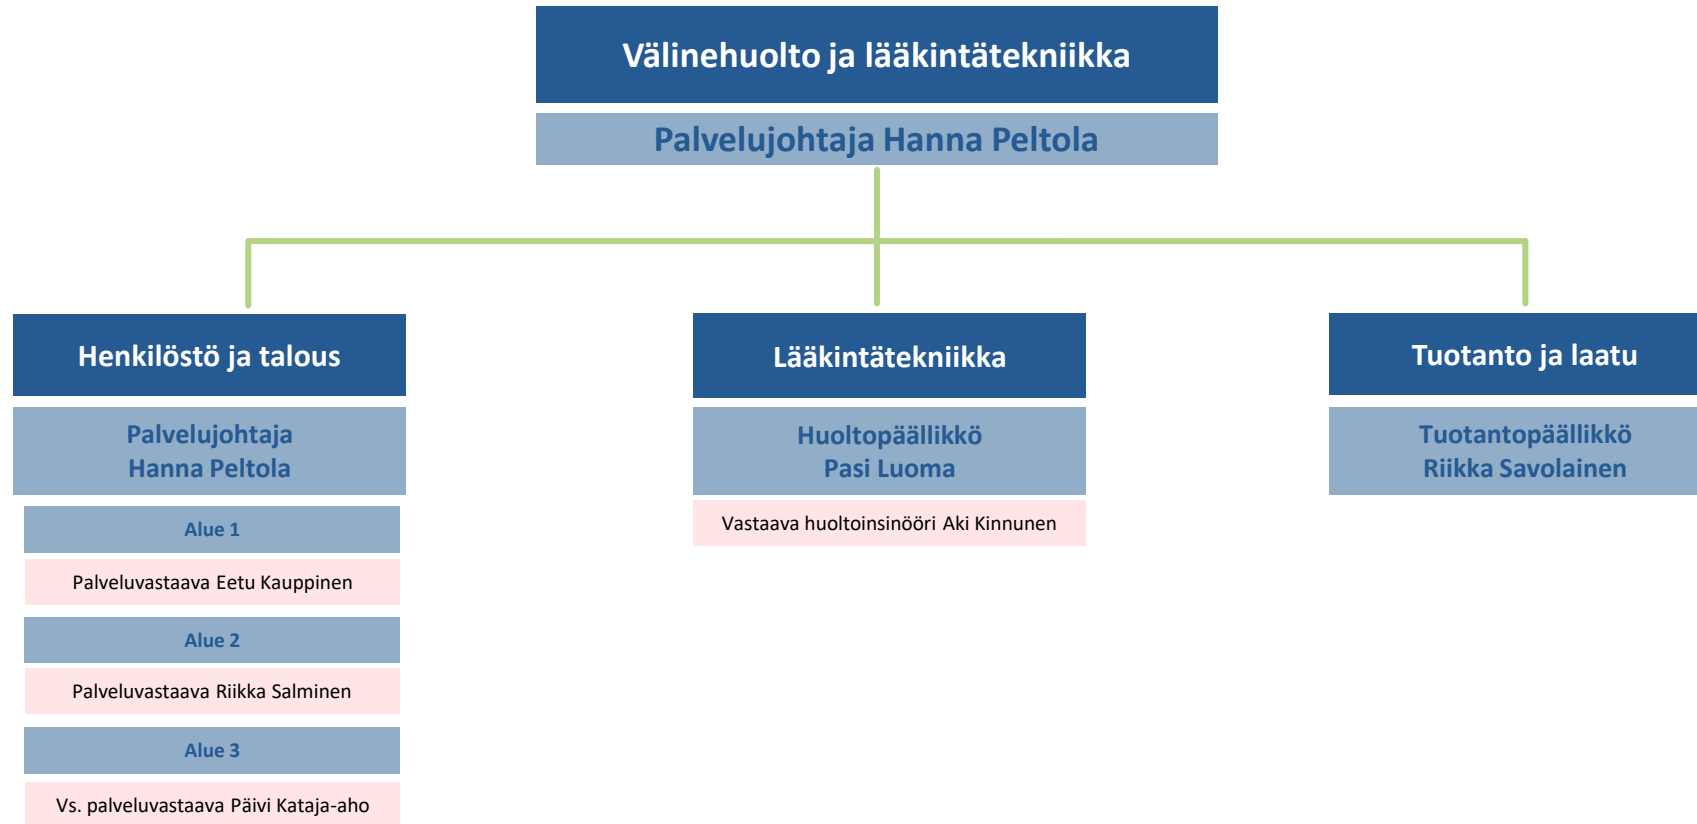 Välinehuolto ja lääkintätekniikka
Palvelujohtaja Hanna Peltola
Henkilöstö ja talous
Palvelujohtaja
Hanna Peltola
Alue 1
Palveluvastaava Eetu Kauppinen
Alue 2
Palveluvastaava Riikka Salminen
Alue 3
Vs. palveluvastaava Päivi Kataja-aho
Lääkintätekniikka
Huoltopäällikkö
Pasi Luoma
Vastaava huoltoinsinööri Aki Kinnunen
Tuotanto ja laatu
Tuotantopäällikkö
Riikka Savolainen